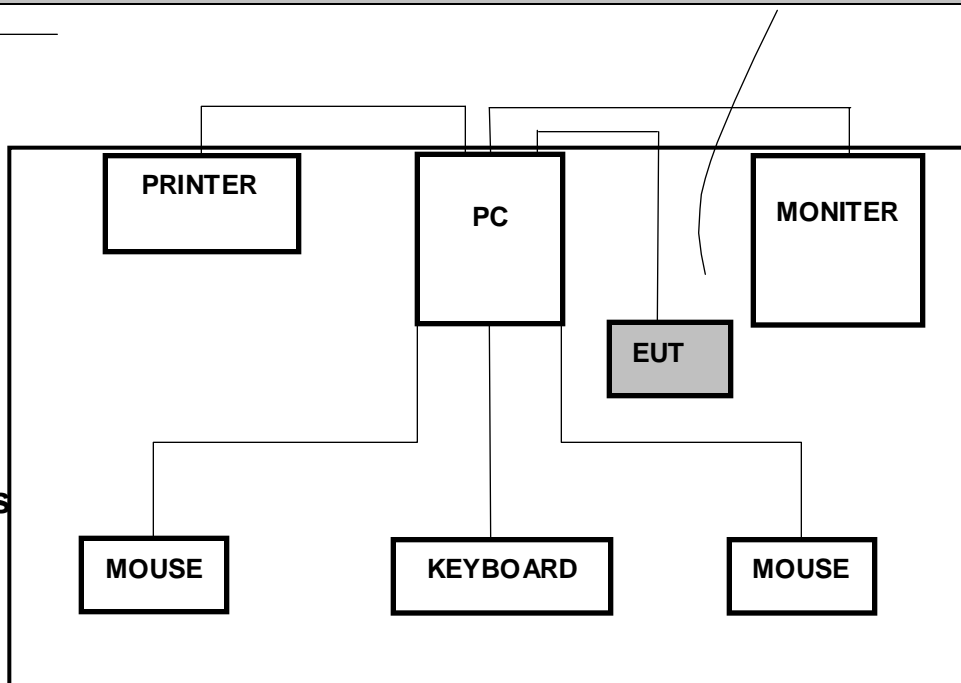 PRINTER
PC
MONITER
EUT
s
MOUSE
KEYBOARD
MOUSE